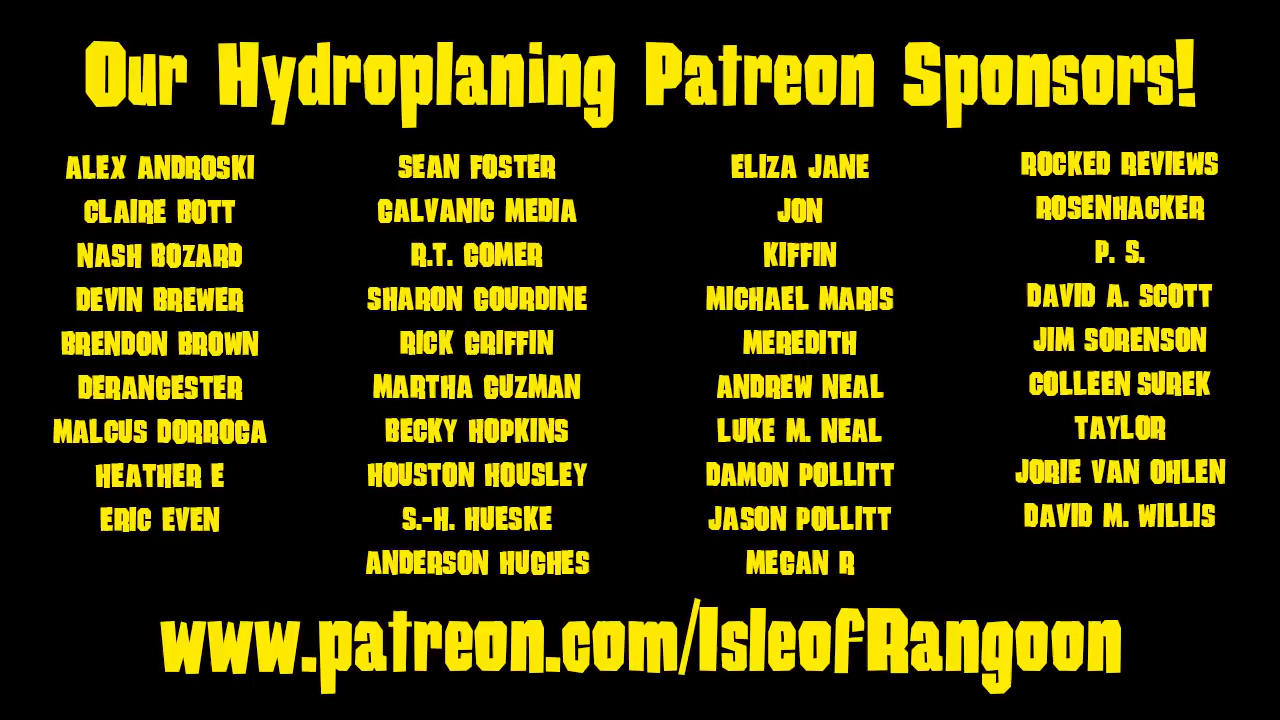 Our Hydroplaning Patreon Sponsors!
ALEX ANDROSKI
CLAIRE BOTT
NASH BOZARD
DEVIN BREWER
BRENDON BROWN
DERANGESTER
MALGUS DORROGA
HEATHER E
ERIC EVEN
SEAN FOSTER
GALVANIC MEDIA
R.T. GOMER
SHARON GOURDINE
RICK GRIFFIN
MARTHA GUZMAN
BECKY HOPKINS
HOUSTON HOUSLEY
S.-H. HUESKE
ANDERSON HUGHES
ELIZA JANE
JON
KIFFIN
MICHAEL MARIS
MEREDITH
ANDREW NEAL
LUKE M. NEAL
DAMON POLLITT
JASON POLLITT
MEGAN R
ROCKED REVIEWS
ROSENHACKER
P. S.
DAVID A. SCOTT
JIM SORENSON
COLLEEN SUREK
TAYLOR
JORIE VAN OHLEN
DAVID M. WILLIS
www.patreon.com/IsleofRangoon